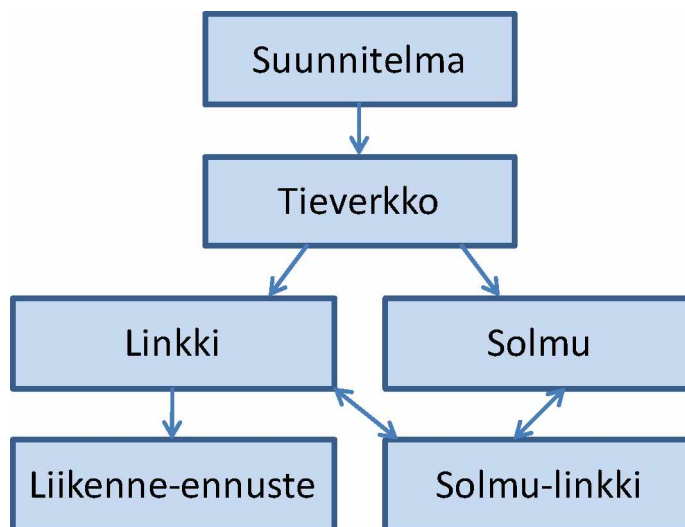 Suunnitelma
Tieverkko
Linkki
Solmu
Liikenne-ennuste
Solmu-linkki